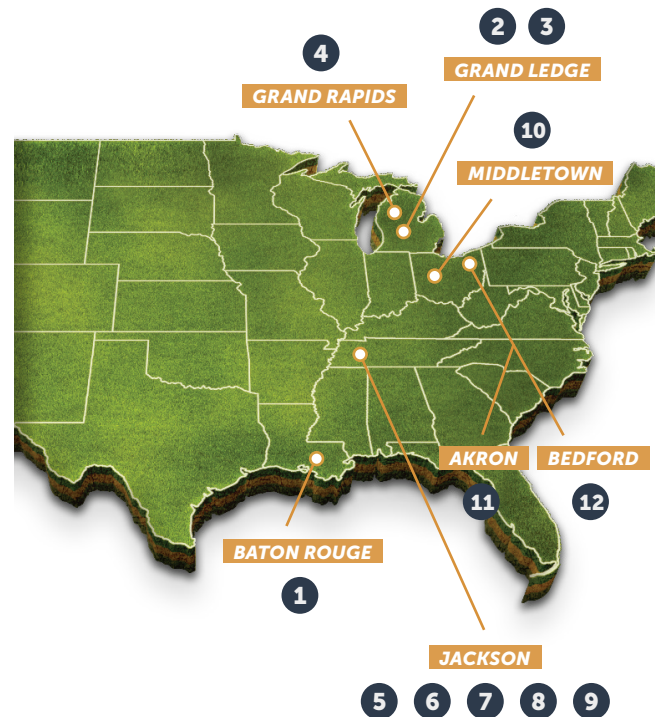 2 3
4
GRAND LEDGE
GRAND RAPIDS
10
MIDDLETOWN
AKRON BEDFORD
11 12
BATON ROUGE
1
JACKSON
5 6 7 8 9